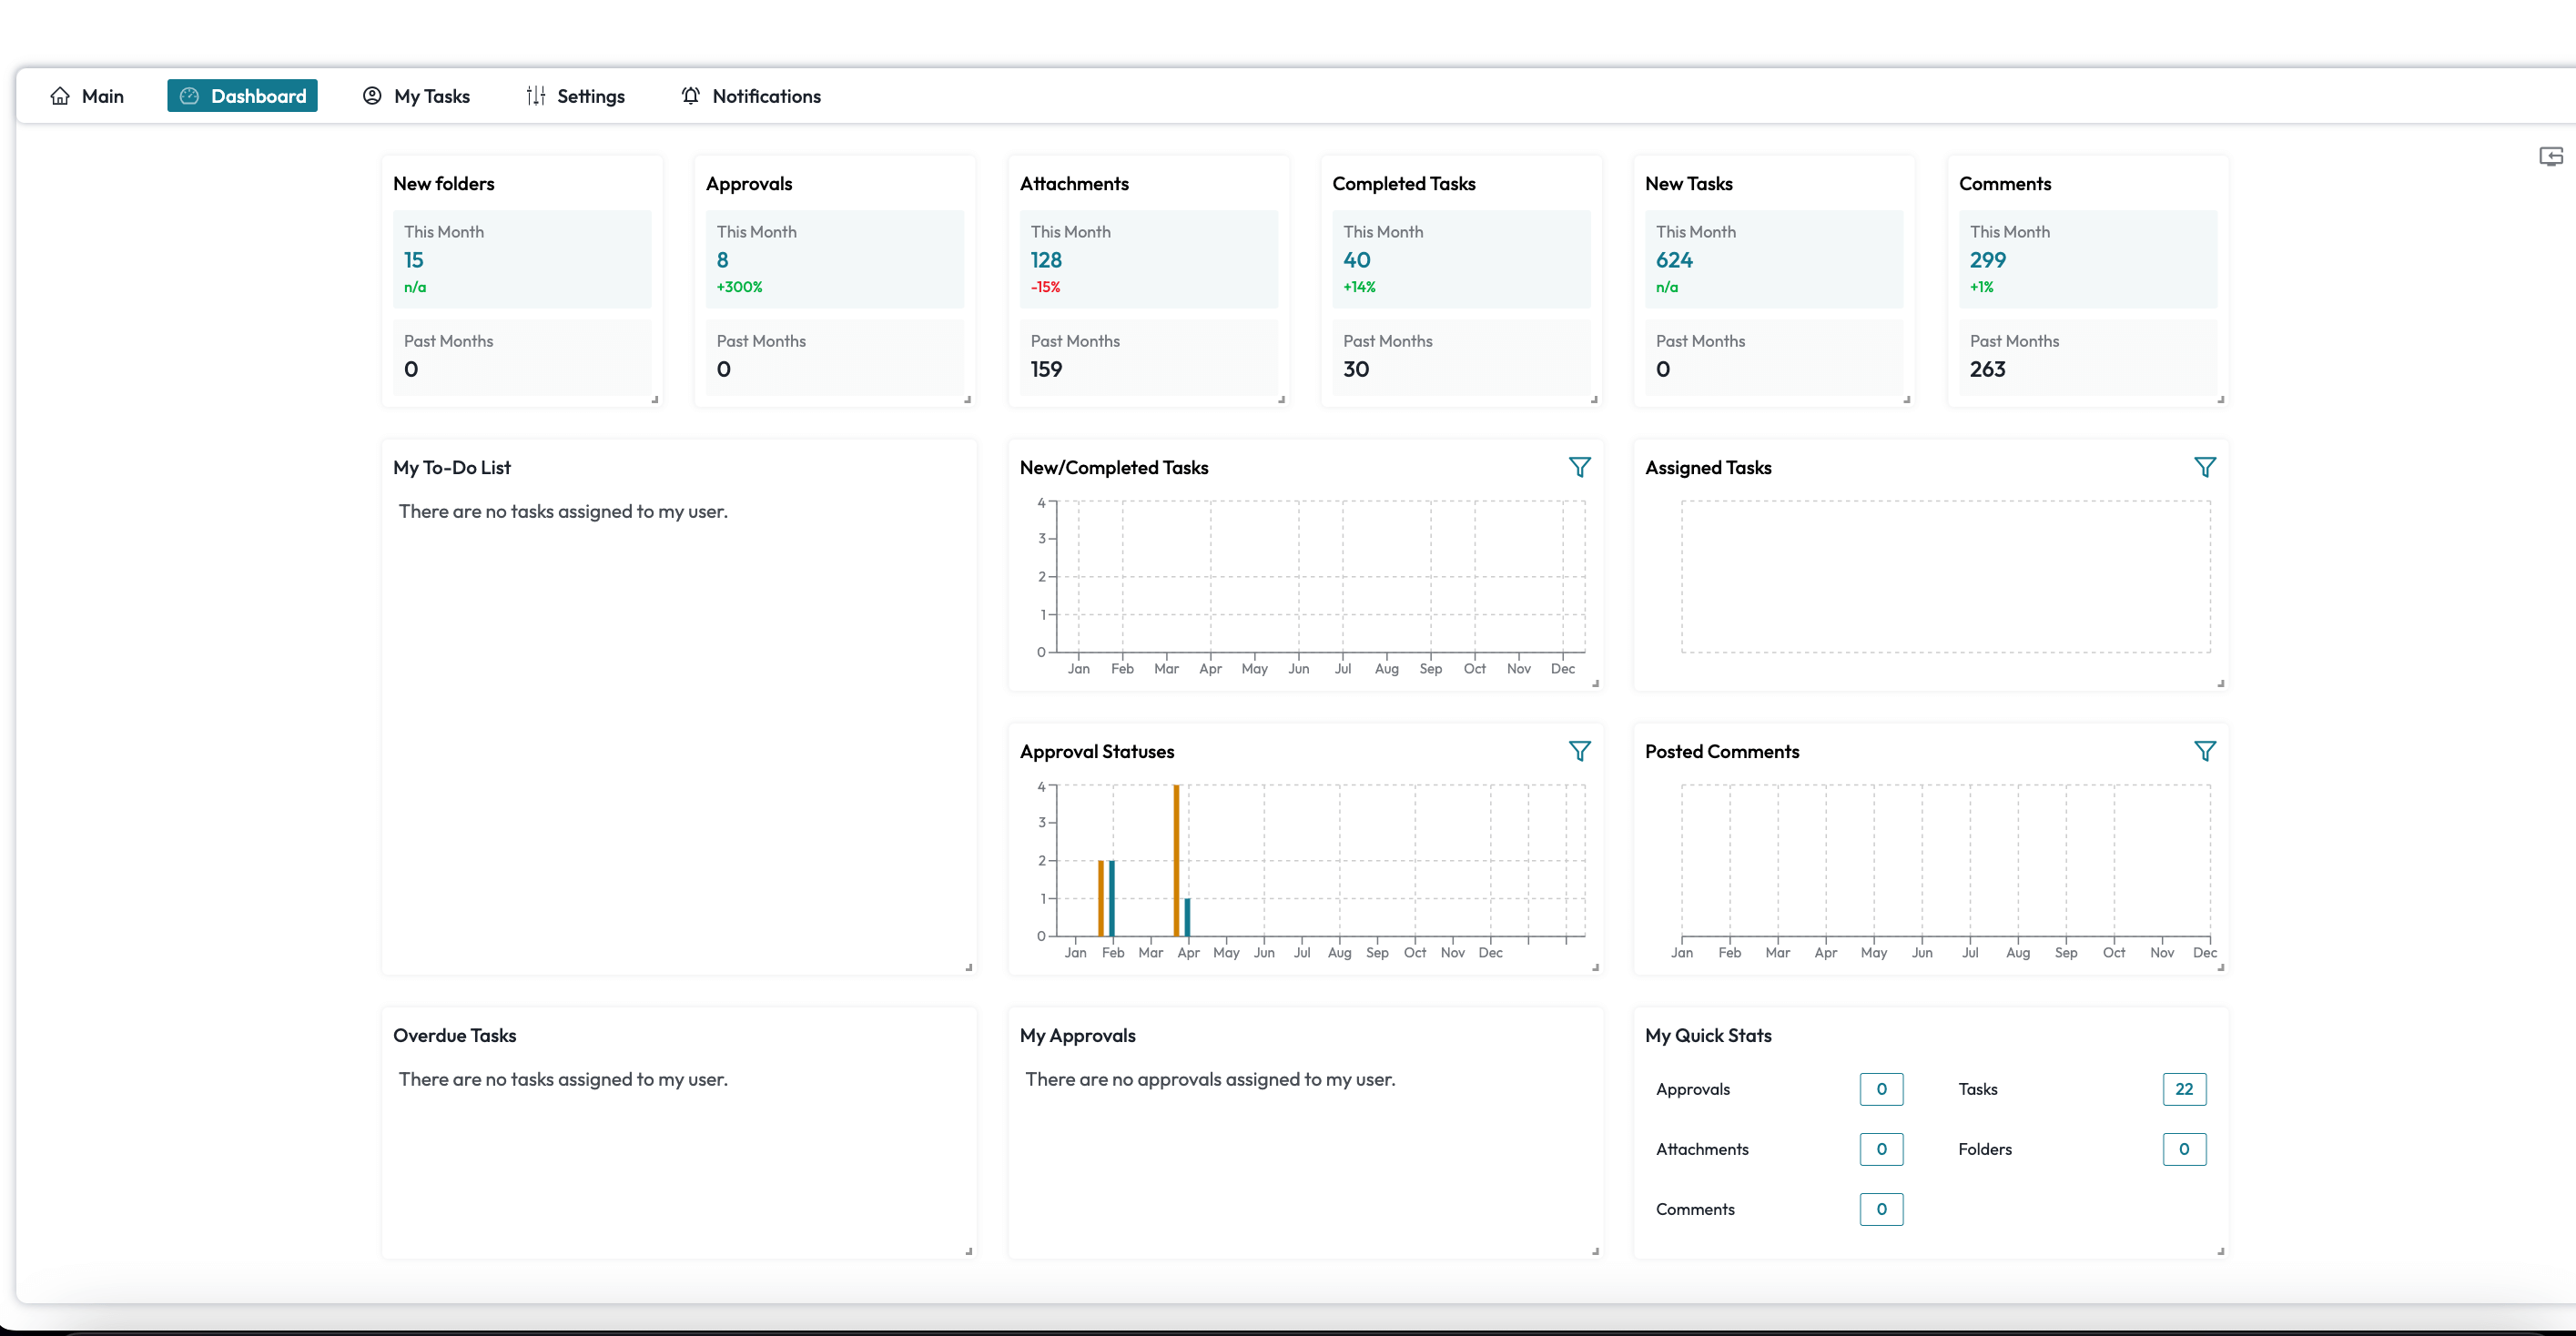 Main Dashboard My Tasks Settings Notifications
New folders
This Month
15
n/a
Past Months
0
Approvals
This Month
8
+300%
Past Months
0
Attachments
This Month
128
-15%
Past Months
159
Completed Tasks
This Month
40
+14%
Past Months
30
New Tasks
This Month
624
n/a
Past Months
0
Comments
This Month
299
+1%
Past Months
263
My To-Do List
There are no tasks assigned to my user.
New/Completed Tasks
4
3
2
1
0
Jan Feb Mar Apr May Jun Jul Aug Sep Oct Nov Dec
Assigned Tasks
Approval Statuses
4
3
2
1
0
Jan Feb Mar Apr May Jun Jul Aug Sep Oct Nov Dec
Posted Comments
Jan Feb Mar Apr May Jun Jul Aug Sep Oct Nov Dec
Overdue Tasks
There are no tasks assigned to my user.
My Approvals
There are no approvals assigned to my user.
My Quick Stats
Approvals 0 Tasks 22
Attachments 0 Folders 0
Comments 0